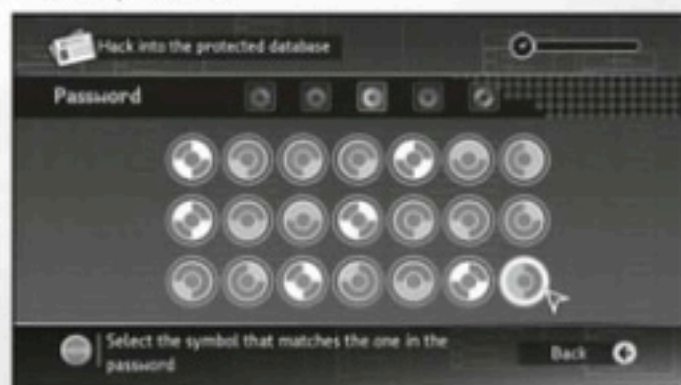 Hack into the protected database
Password
Select the symbol that matches the one in the
password
Back